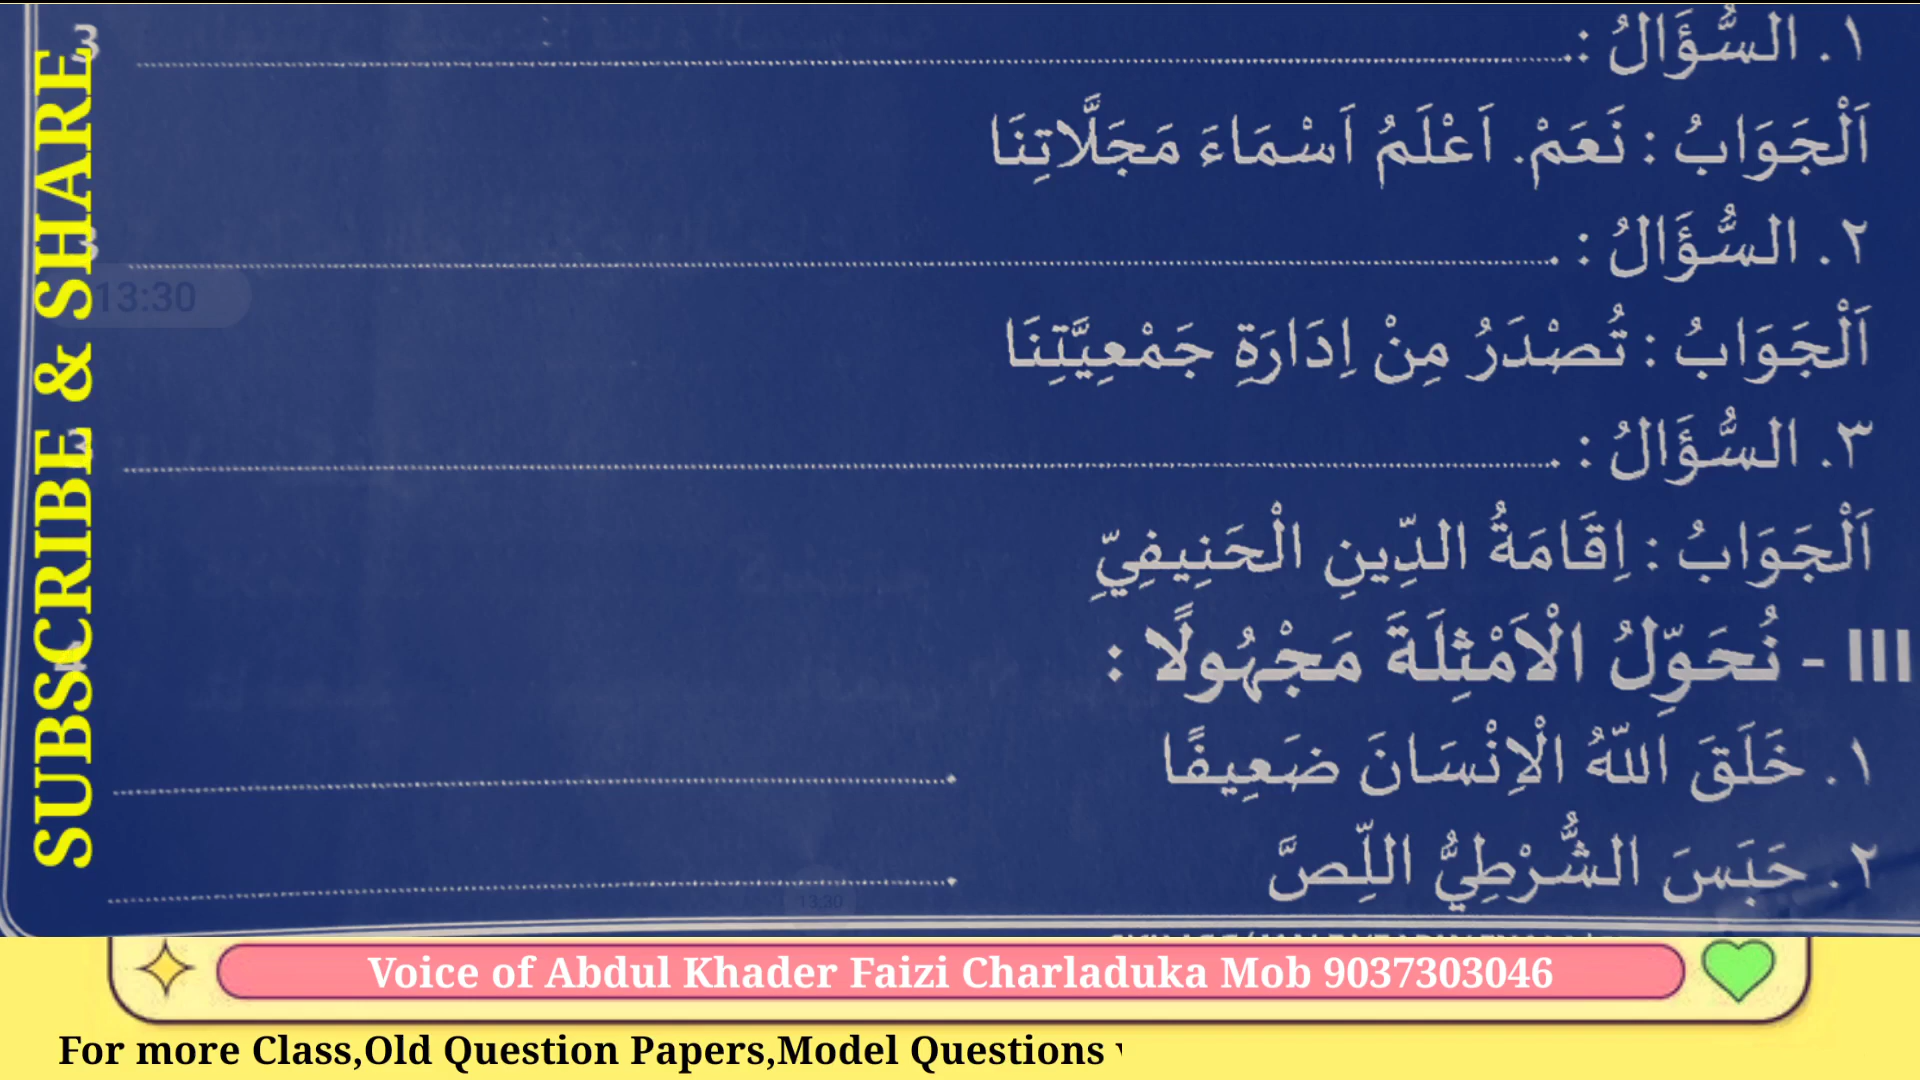 ١. السُّؤَالُ :
اَلْجَوَابُ : نَعَمْ. اَعْلَمُ اَسْمَاءَ مَجَلَّاتِنَا
٢. السُّؤَالُ :
اَلْجَوَابُ : تُصْدَرُ مِنْ اِدَارَةِ جَمْعِيَّتِنَا
٣. السُّؤَالُ :
اَلْجَوَابُ : اِقَامَةُ الدِّينِ الْحَنِيفِيِّ
III - نُحَوِّلُ الْاَمْثِلَةَ مَجْهُولًا :
١. خَلَقَ اللّٰهُ الْاِنْسَانَ ضَعِيفًا
٢. حَبَسَ الشُّرْطِيُّ اللِّصَّ
SUBSCRIBE & SHARE
13:30
13:30
Voice of Abdul Khader Faizi Charladuka Mob 9037303046
For more Class,Old Question Papers,Model Questions